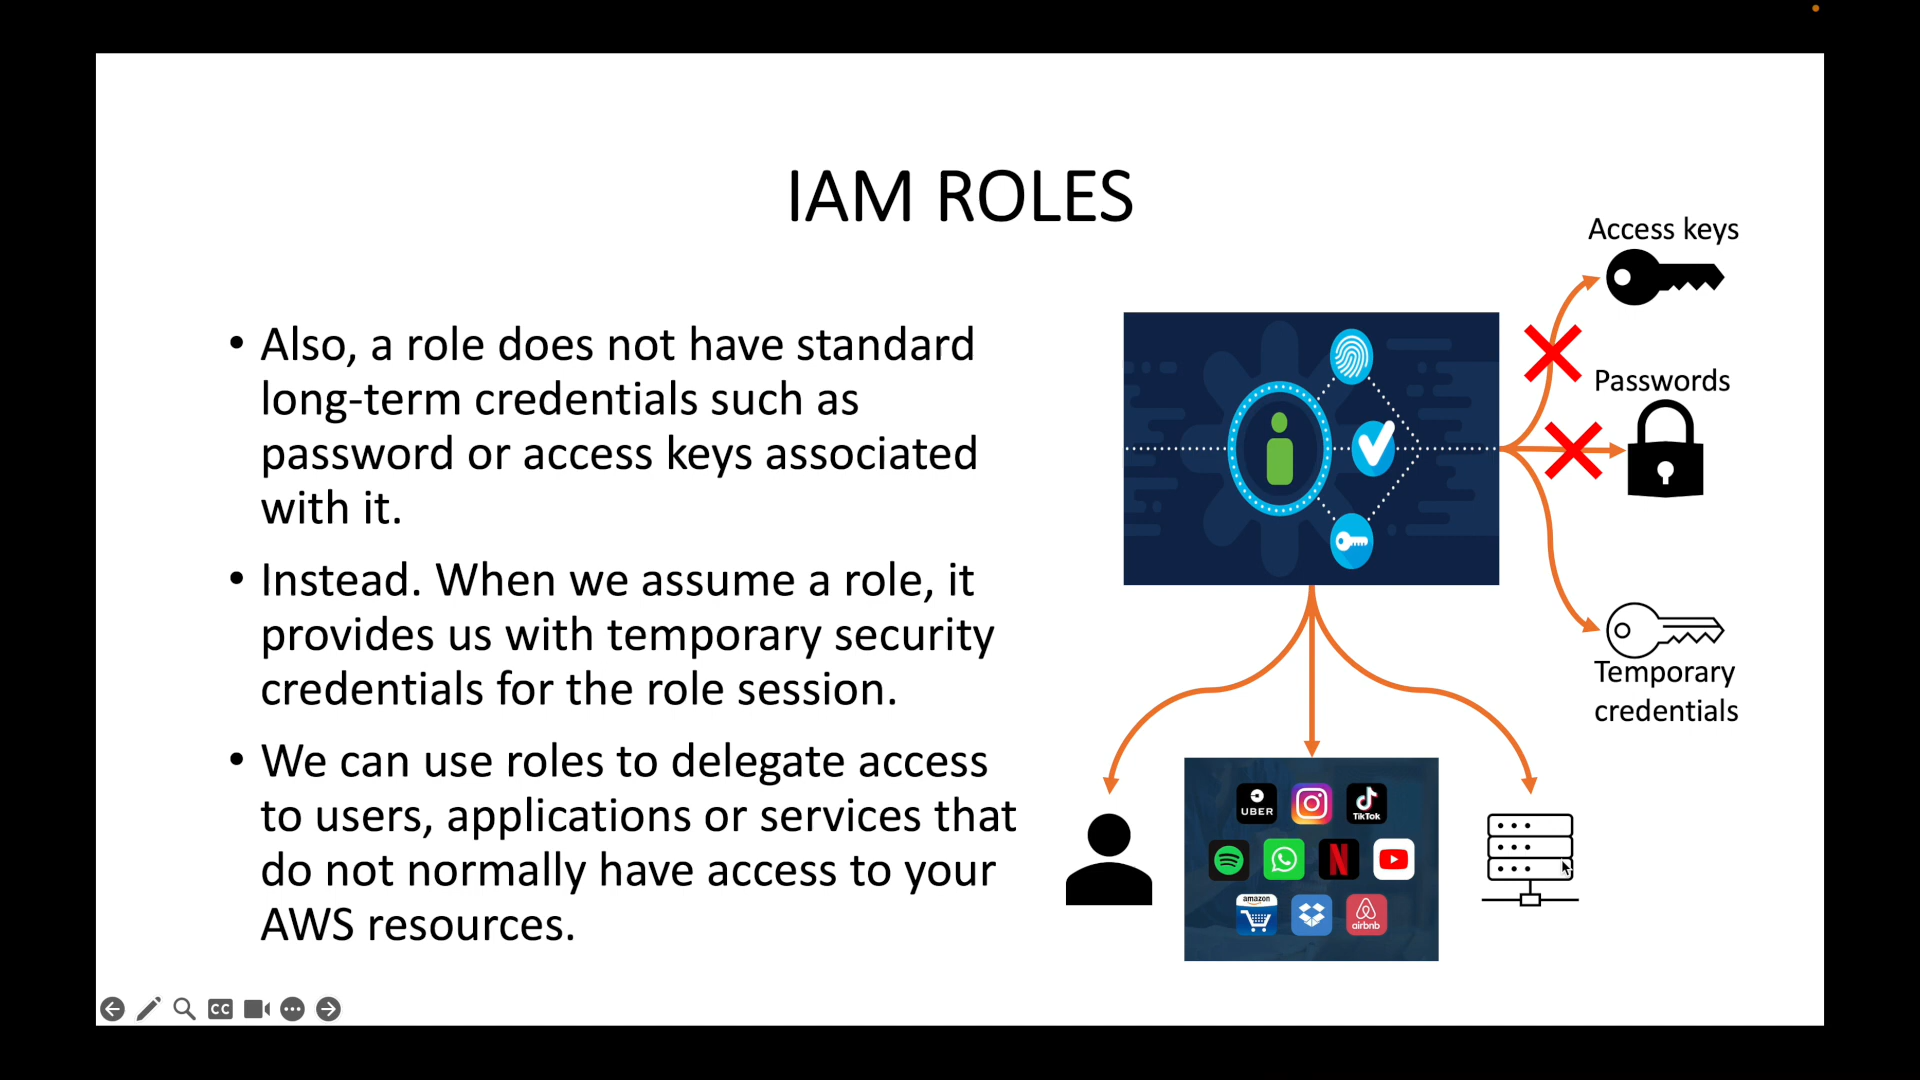 IAM ROLES
Access keys
• Also, a role does not have standard
long-term credentials such as
password or access keys associated
with it.
• Instead. When we assume a role, it
provides us with temporary security
credentials for the role session.
• We can use roles to delegate access
to users, applications or services that
do not normally have access to your
AWS resources.
Passwords
Temporary
credentials
UBER
TikTok
amazon
airbnb
CC